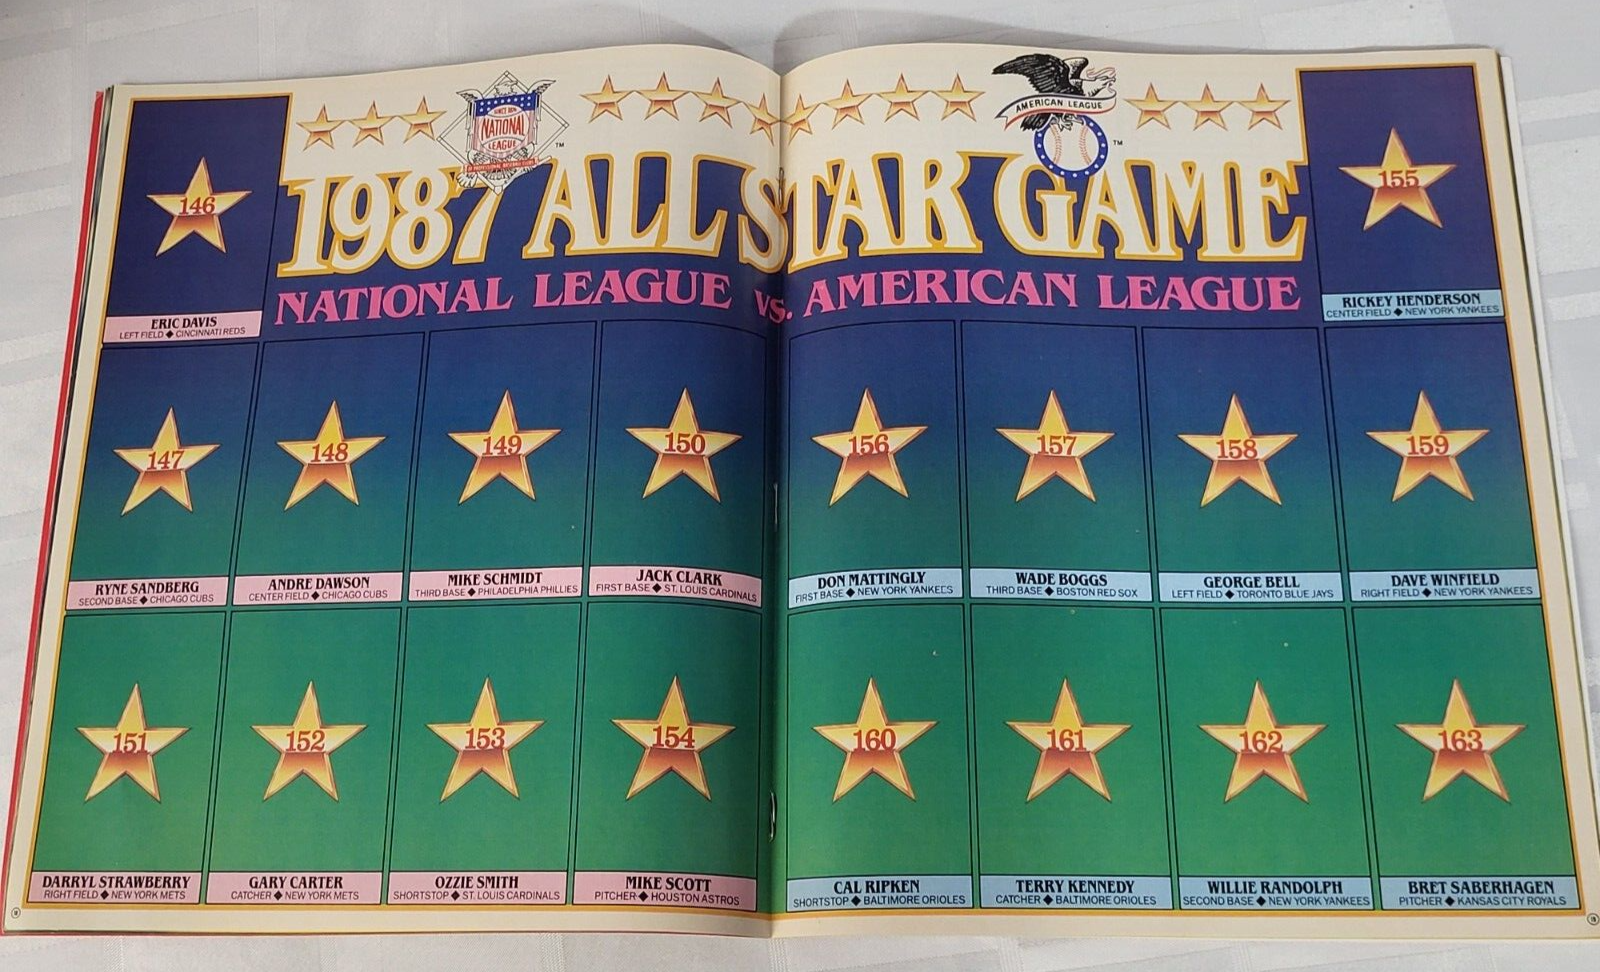 SINCE 1876
NATIONAL
LEAGUE
TM
AMERICAN LEAGUE
TM
1987 ALL STAR GAME
NATIONAL LEAGUE VS. AMERICAN LEAGUE
146
ERIC DAVIS
LEFT FIELD ◆ CINCINNATI REDS
155
RICKEY HENDERSON
CENTER FIELD ◆ NEW YORK YANKEES
147
RYNE SANDBERG
SECOND BASE ◆ CHICAGO CUBS
148
ANDRE DAWSON
CENTER FIELD ◆ CHICAGO CUBS
149
MIKE SCHMIDT
THIRD BASE ◆ PHILADELPHIA PHILLIES
150
JACK CLARK
FIRST BASE ◆ ST. LOUIS CARDINALS
156
DON MATTINGLY
FIRST BASE ◆ NEW YORK YANKEES
157
WADE BOGGS
THIRD BASE ◆ BOSTON RED SOX
158
GEORGE BELL
LEFT FIELD ◆ TORONTO BLUE JAYS
159
DAVE WINFIELD
RIGHT FIELD ◆ NEW YORK YANKEES
151
DARRYL STRAWBERRY
RIGHT FIELD ◆ NEW YORK METS
152
GARY CARTER
CATCHER ◆ NEW YORK METS
153
OZZIE SMITH
SHORTSTOP ◆ ST. LOUIS CARDINALS
154
MIKE SCOTT
PITCHER ◆ HOUSTON ASTROS
160
CAL RIPKEN
SHORTSTOP ◆ BALTIMORE ORIOLES
161
TERRY KENNEDY
CATCHER ◆ BALTIMORE ORIOLES
162
WILLIE RANDOLPH
SECOND BASE ◆ NEW YORK YANKEES
163
BRET SABERHAGEN
PITCHER ◆ KANSAS CITY ROYALS